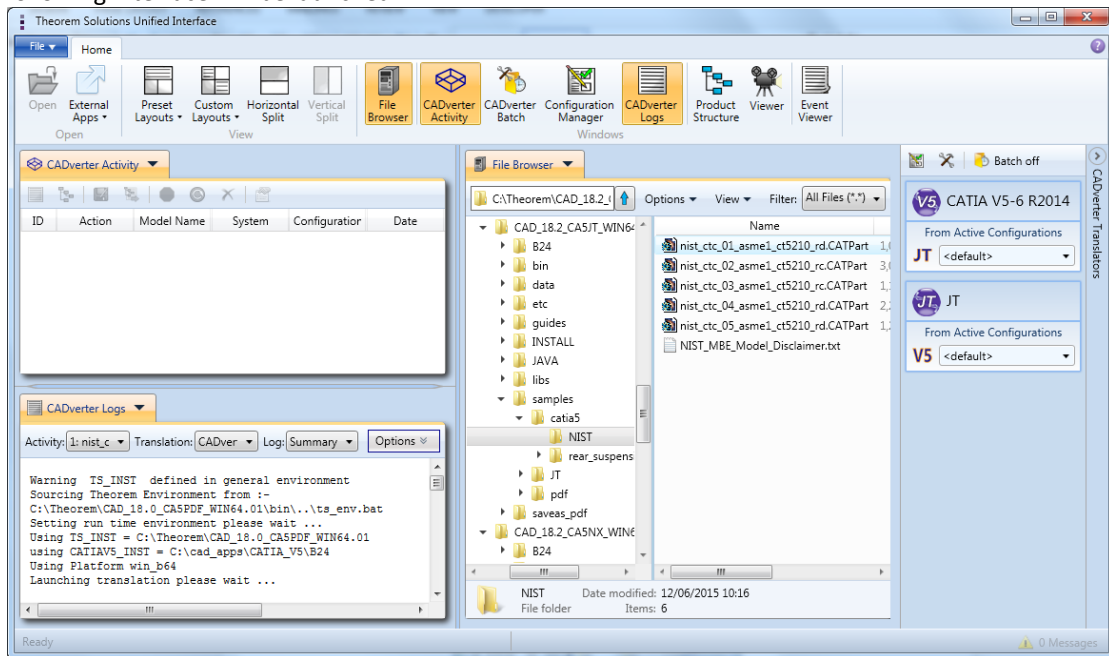 Theorem Solutions Unified Interface
File
Home
Open
External Apps
Preset Layouts
Custom Layouts
Horizontal Split
Vertical Split
File Browser
CADverter Activity
CADverter Batch
Configuration Manager
CADverter Logs
Product Structure
Viewer
Event Viewer
Open
View
Windows
CADverter Activity
ID Action Model Name System Configuration Date
CADverter Logs
Activity: 1: nist_c Translation: CADver Log: Summary Options
Warning TS_INST defined in general environment
Sourcing Theorem Environment from :-
C:\Theorem\CAD_18.0_CA5PDF_WIN64.01\bin\..\ts_env.bat
Setting run time environment please wait ...
Using TS_INST = C:\Theorem\CAD_18.0_CA5PDF_WIN64.01
using CATIAV5_INST = C:\cad_apps\CATIA_V5\B24
Using Platform win_b64
Launching translation please wait ...
File Browser
C:\Theorem\CAD_18.2_( Options View Filter: All Files (*.*)
CAD_18.2_CA5JT_WIN64
B24
bin
data
etc
guides
INSTALL
JAVA
libs
samples
catia5
NIST
rear_suspens
JT
pdf
saveas_pdf
CAD_18.2_CA5NX_WIN6
B24
Name
nist_ctc_01_asme1_ct5210_rd.CATPart
nist_ctc_02_asme1_ct5210_rc.CATPart
nist_ctc_03_asme1_ct5210_rc.CATPart
nist_ctc_04_asme1_ct5210_rd.CATPart
nist_ctc_05_asme1_ct5210_rd.CATPart
NIST_MBE_Model_Disclaimer.txt
NIST Date modified: 12/06/2015 10:16
File folder Items: 6
Batch off
V5 CATIA V5-6 R2014
From Active Configurations
JT <default>
JT JT
From Active Configurations
V5 <default>
CADverter Translators
Ready
0 Messages